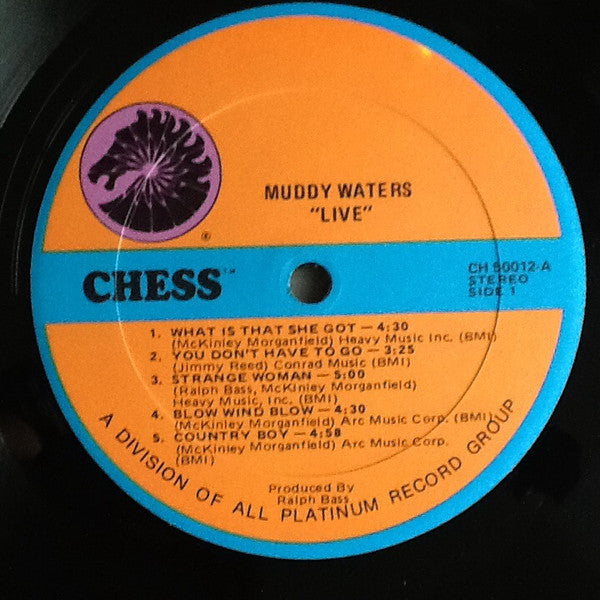 MUDDY WATERS
"LIVE"
®
CHESS™
CH 50012-A
STEREO
SIDE 1
1. WHAT IS THAT SHE GOT — 4:30
(McKinley Morganfield) Heavy Music Inc. (BMI)
2. YOU DON'T HAVE TO GO — 3:25
(Jimmy Reed) Conrad Music (BMI)
3. STRANGE WOMAN — 5:00
(Ralph Bass, McKinley Morganfield)
Heavy Music, Inc. (BMI)
4. BLOW WIND BLOW — 4:30
(McKinley Morganfield) Arc Music Corp. (BMI)
5. COUNTRY BOY — 4:58
(McKinley Morganfield) Arc Music Corp.
(BMI)
Produced By
Ralph Bass
A DIVISION OF ALL PLATINUM RECORD GROUP